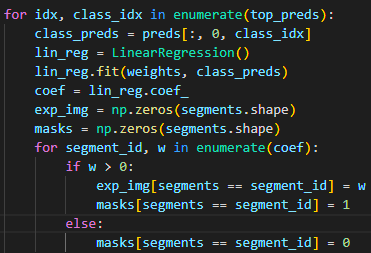 for idx, class_idx in enumerate(top_preds):
    class_preds = preds[:, 0, class_idx]
    lin_reg = LinearRegression()
    lin_reg.fit(weights, class_preds)
    coef = lin_reg.coef_
    exp_img = np.zeros(segments.shape)
    masks = np.zeros(segments.shape)
    for segment_id, w in enumerate(coef):
        if w > 0:
            exp_img[segments == segment_id] = w
            masks[segments == segment_id] = 1
        else:
            masks[segments == segment_id] = 0